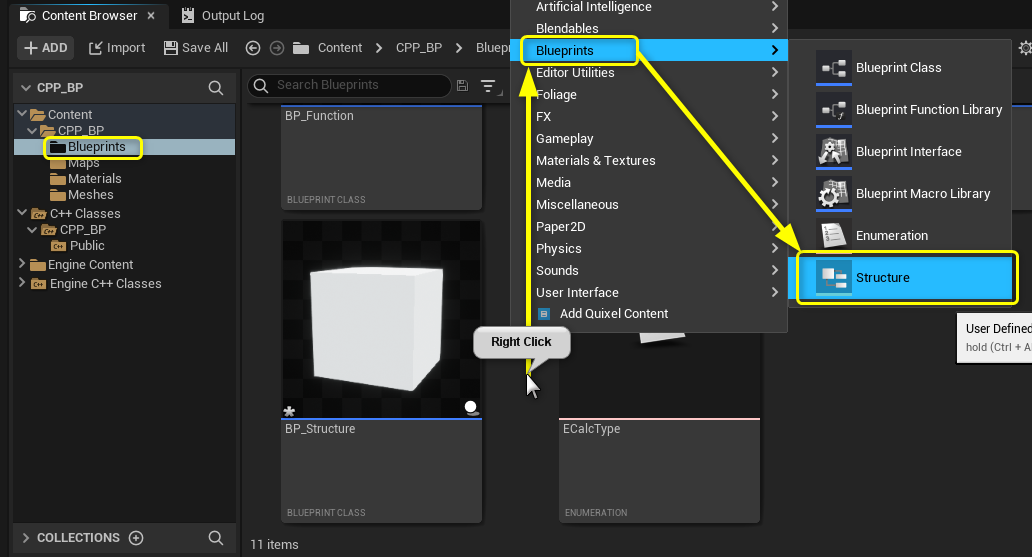 Content Browser
Output Log
ADD
Import
Save All
Content
CPP_BP
CPP_BP
Search Blueprints
Content
CPP_BP
Blueprints
Maps
Materials
Meshes
C++ Classes
CPP_BP
Public
Engine Content
Engine C++ Classes
COLLECTIONS
BP_Function
BLUEPRINT CLASS
BP_Structure
BLUEPRINT CLASS
ECalcType
ENUMERATION
11 items
Artificial Intelligence
Blendables
Blueprints
Editor Utilities
Foliage
FX
Gameplay
Materials & Textures
Media
Miscellaneous
Paper2D
Physics
Sounds
User Interface
Add Quixel Content
Right Click
Blueprint Class
Blueprint Function Library
Blueprint Interface
Blueprint Macro Library
Enumeration
Structure
User Defined
hold (Ctrl +